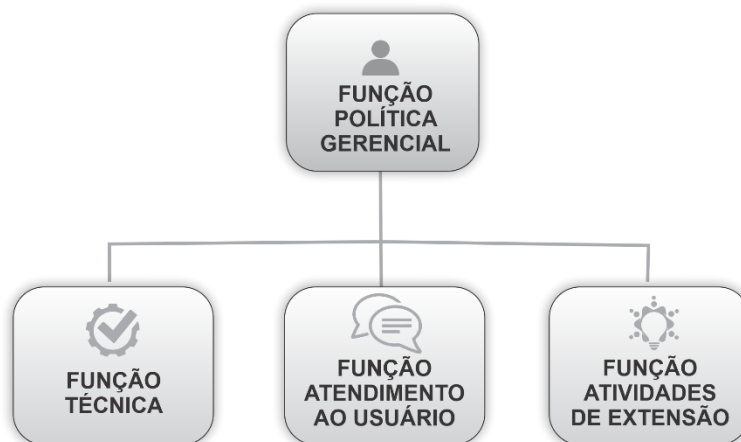 FUNÇÃO
POLÍTICA
GERENCIAL
FUNÇÃO
TÉCNICA
FUNÇÃO
ATENDIMENTO
AO USUÁRIO
FUNÇÃO
ATIVIDADES
DE EXTENSÃO